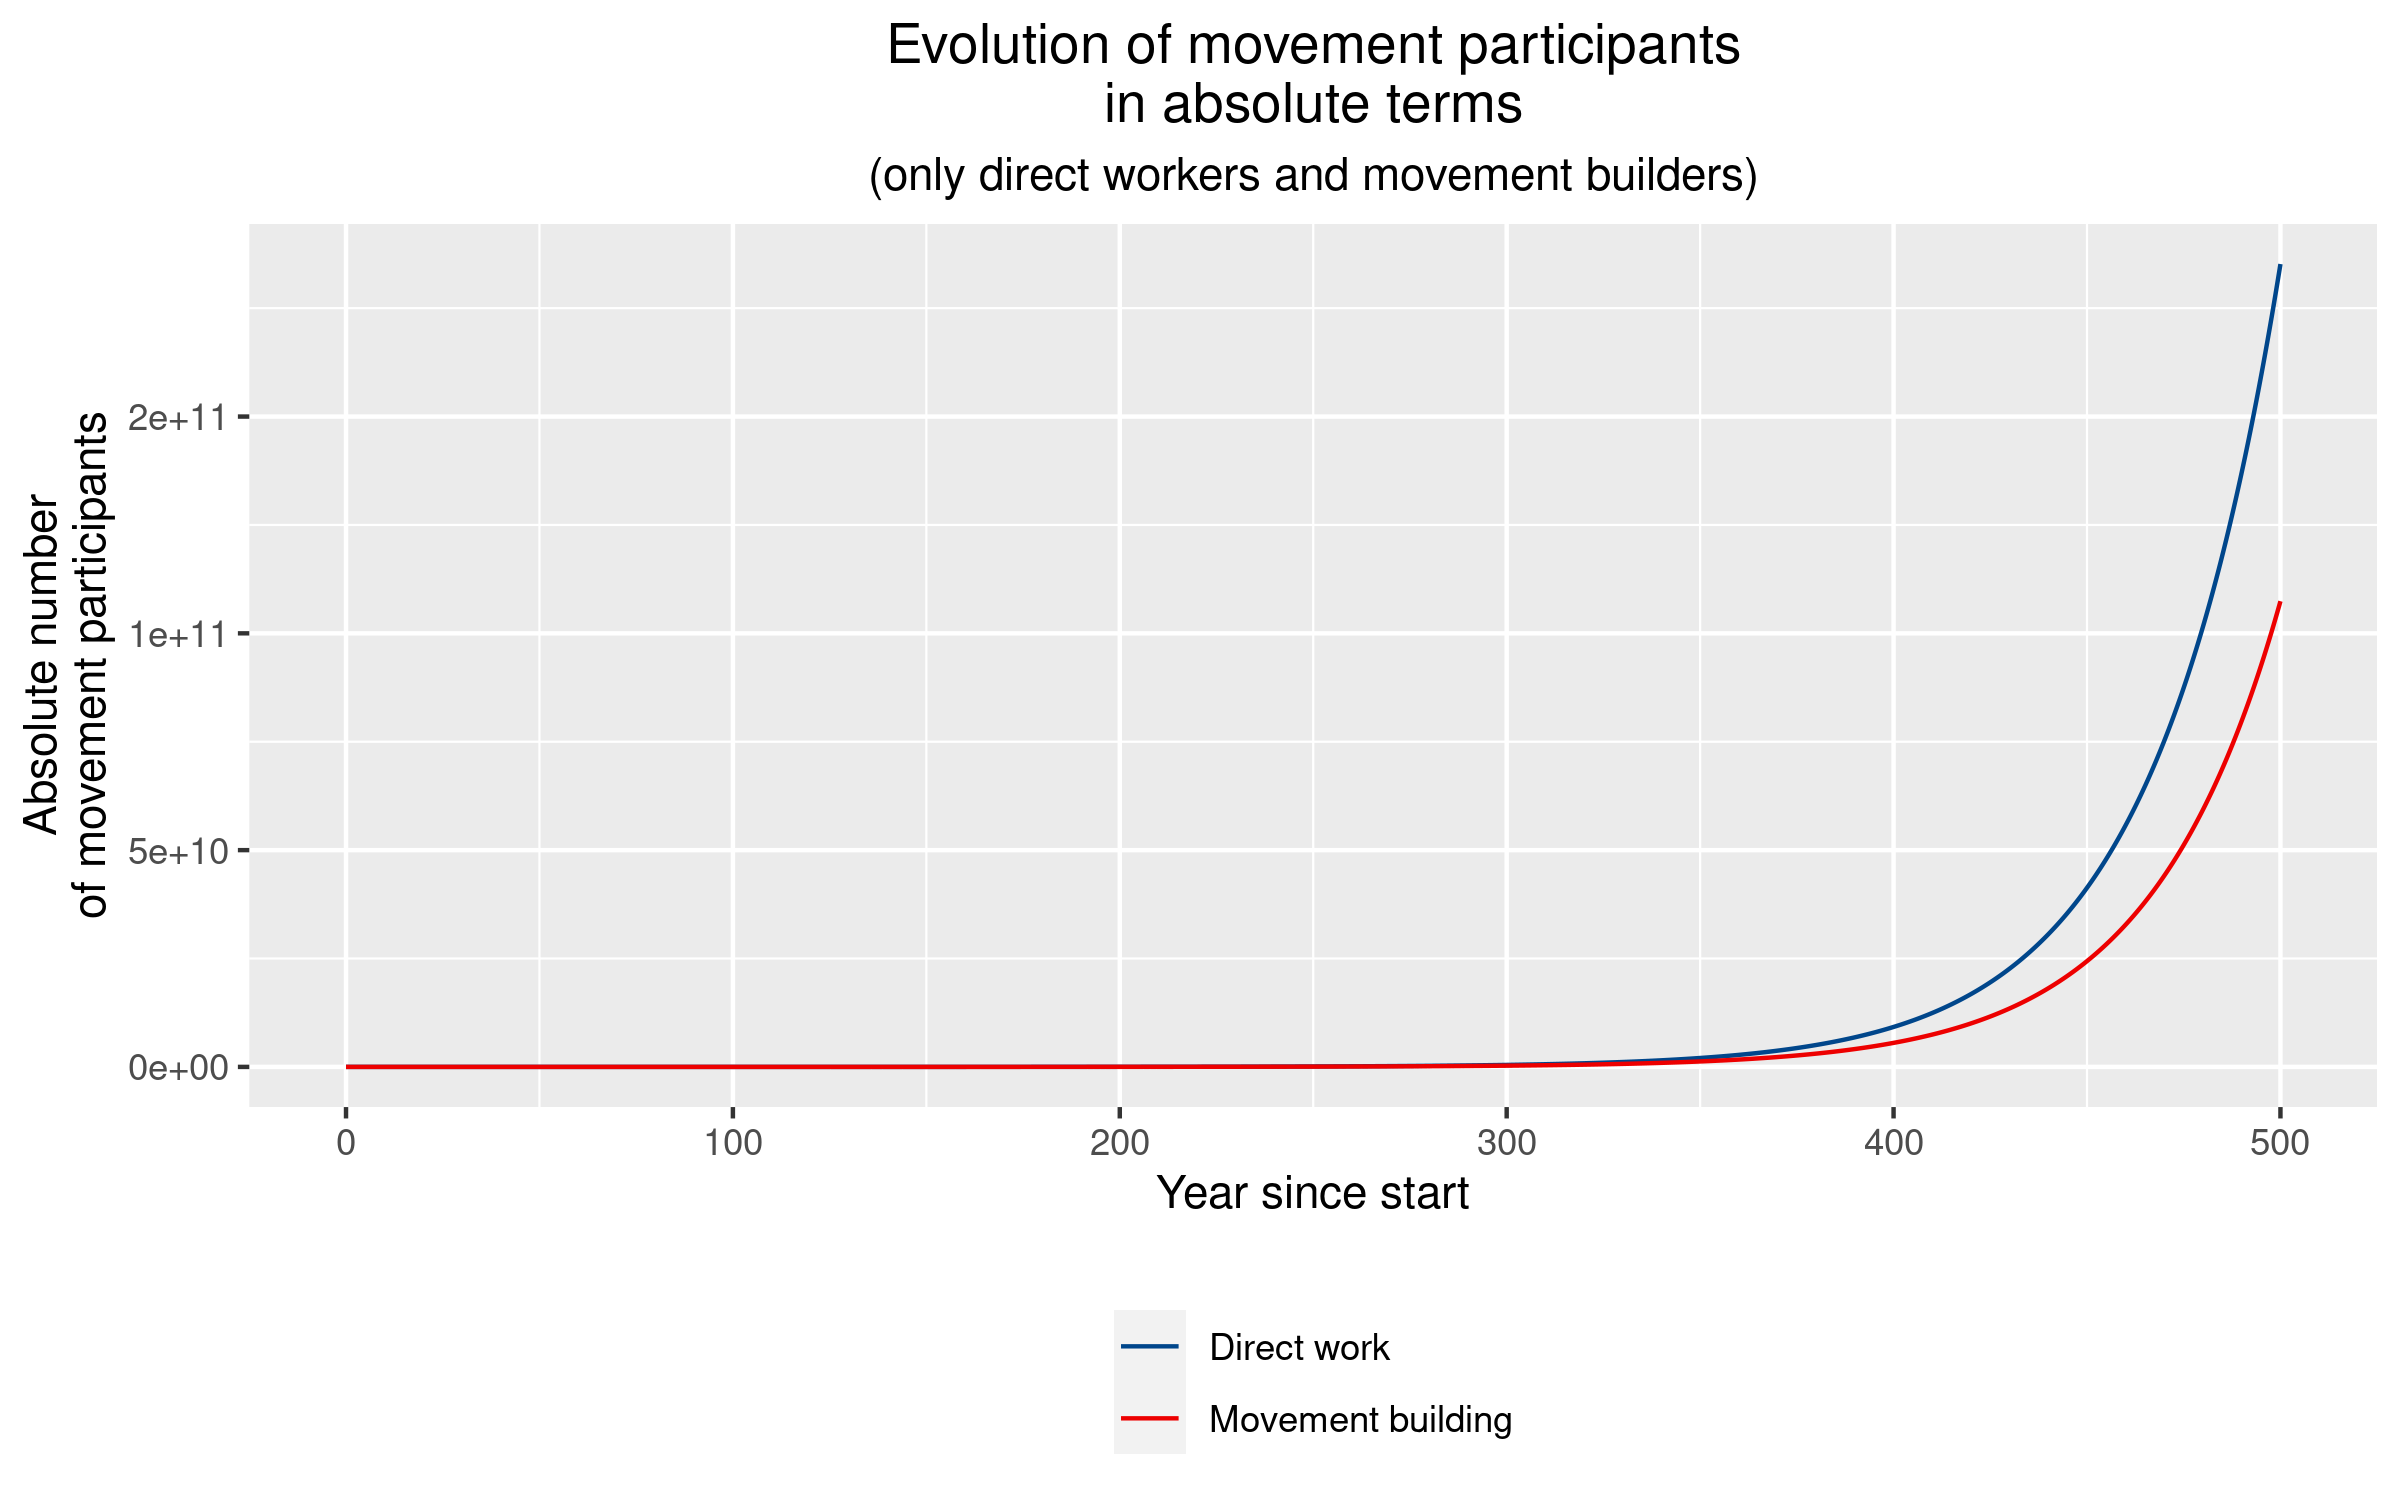 Evolution of movement participants
in absolute terms
(only direct workers and movement builders)
Absolute number
of movement participants
2e+11
1e+11
5e+10
0e+00
0
100
200
300
400
500
Year since start
Direct work
Movement building